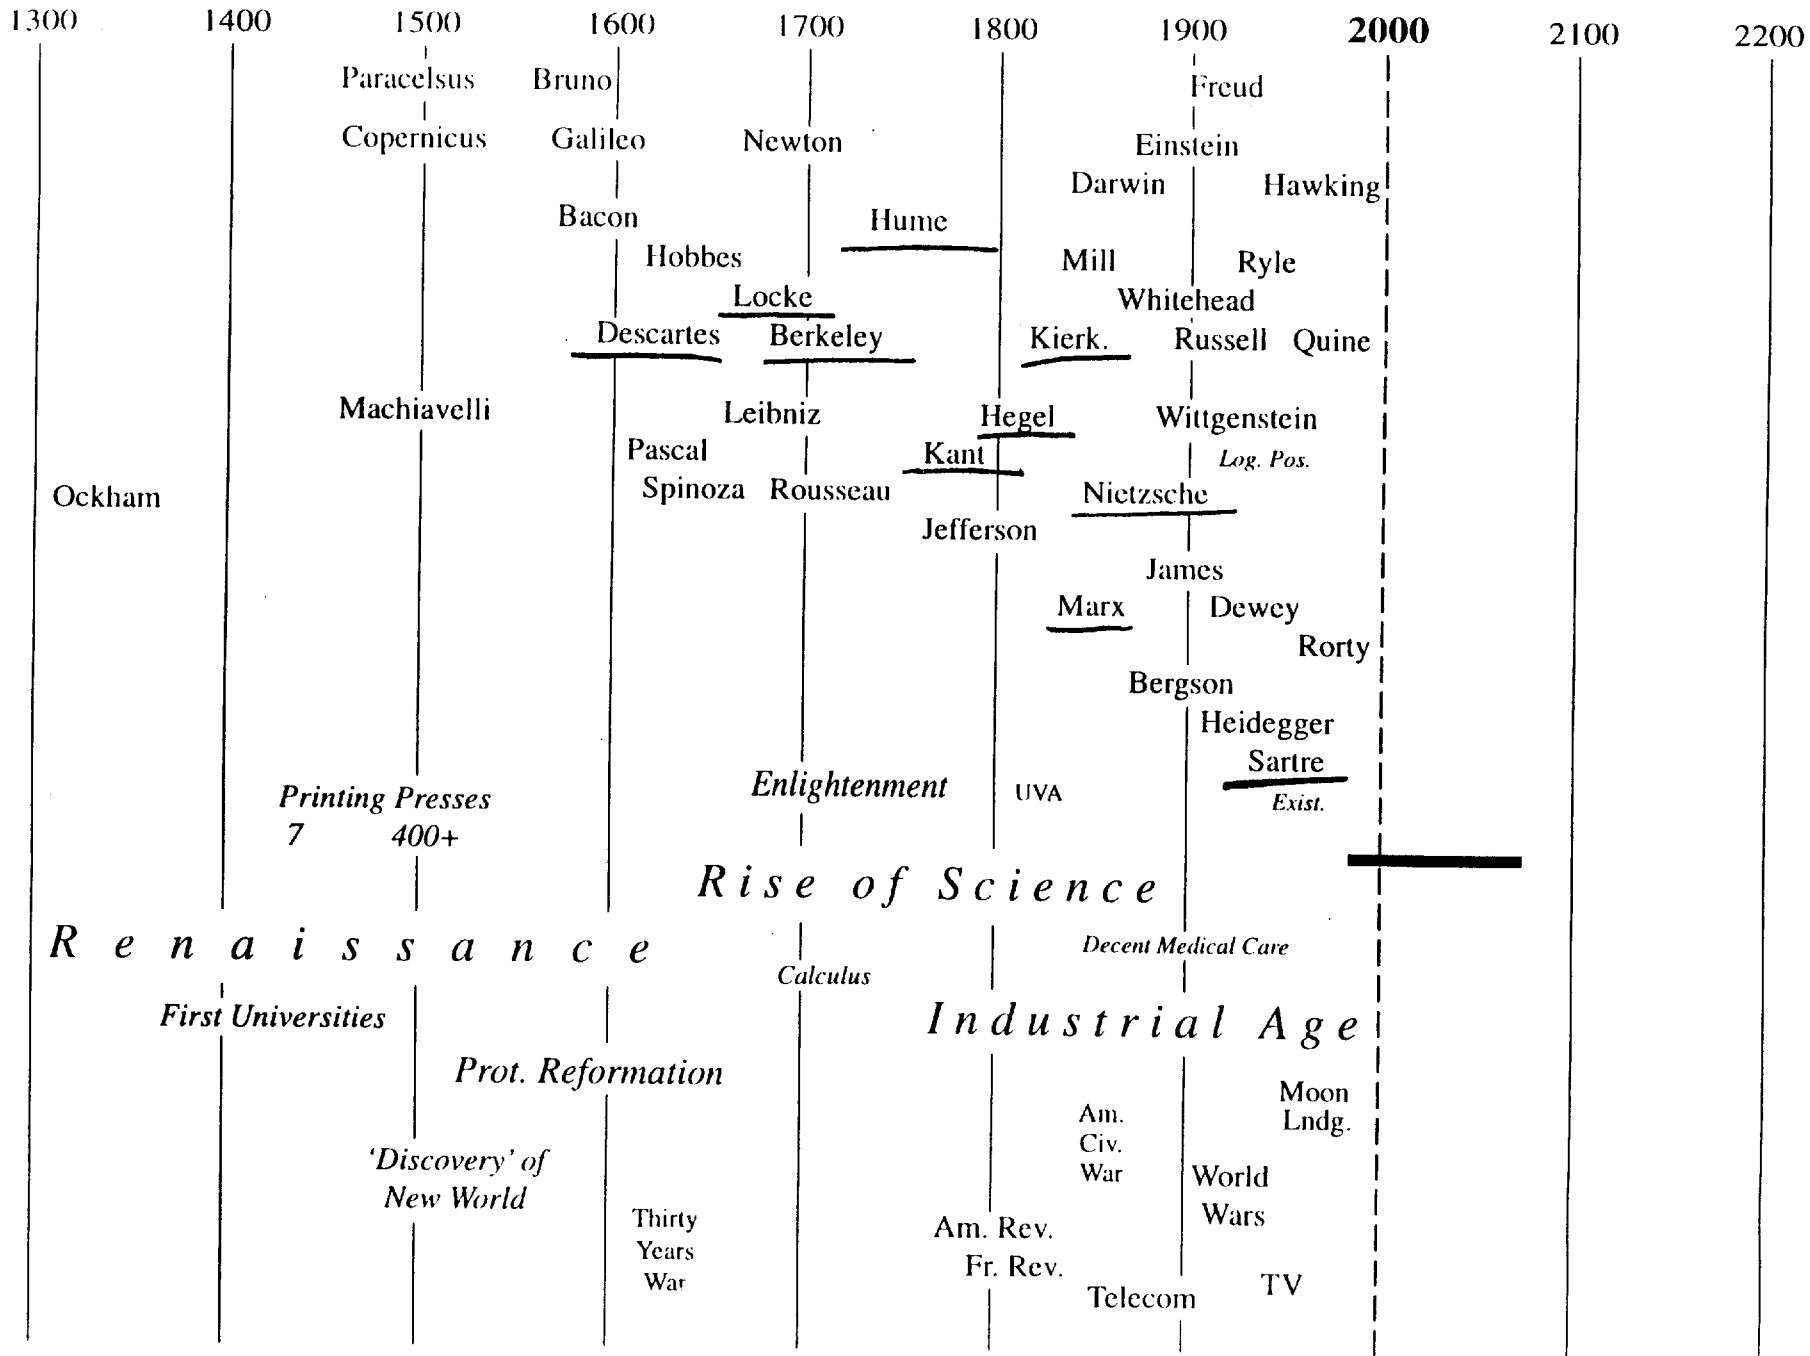 1300 1400 1500 1600 1700 1800 1900 2000 2100 2200
Paracelsus Bruno Freud
Copernicus Galileo Newton Einstein
Darwin Hawking
Bacon Hume
Hobbes Mill Ryle
Locke Whitehead
Descartes Berkeley Kierk. Russell Quine
Machiavelli Leibniz Hegel Wittgenstein
Pascal Kant Log. Pos.
Ockham Spinoza Rousseau Nietzsche
Jefferson
James
Marx Dewey
Rorty
Bergson
Heidegger
Sartre
Printing Presses Enlightenment UVA Exist.
7 400+
Rise of Science
Renaissance Decent Medical Care
Calculus
First Universities Industrial Age
Prot. Reformation
Moon
Am. Lndg.
Civ.
'Discovery' of War World
New World
Thirty Wars
Years Am. Rev.
War Fr. Rev.
Telecom TV